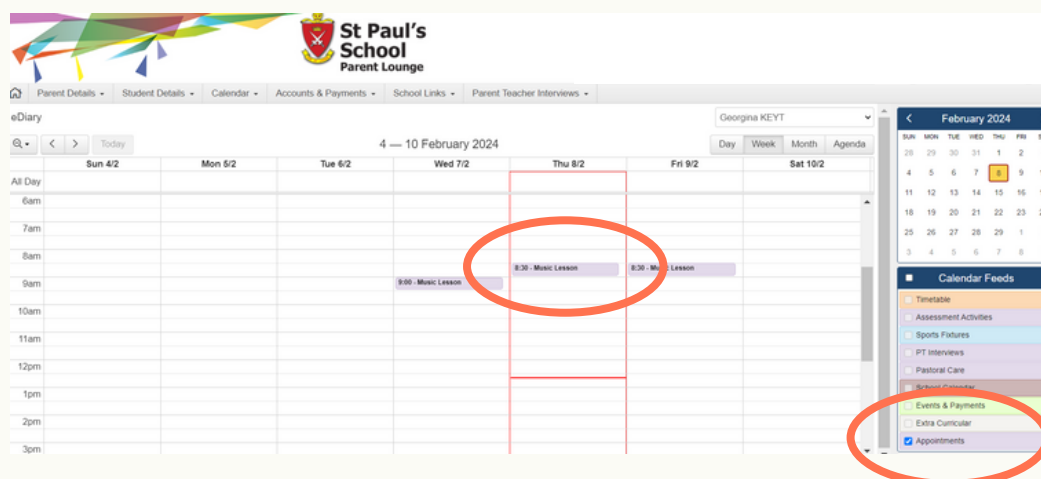 St Paul's
School
Parent Lounge
Parent Details Student Details Calendar Accounts & Payments School Links Parent Teacher Interviews
eDiary Georgina KEYT
Today 4 — 10 February 2024 Day Week Month Agenda
Sun 4/2 Mon 5/2 Tue 6/2 Wed 7/2 Thu 8/2 Fri 9/2 Sat 10/2
All Day
6am
7am
8am
8:30 - Music Lesson 8:30 - Music Lesson
9am 9:00 - Music Lesson
10am
11am
12pm
1pm
2pm
3pm
February 2024
SUN MON TUE WED THU FRI
28 29 30 31 1 2
4 5 6 7 8 9
11 12 13 14 15 16
18 19 20 21 22 23
25 26 27 28 29 1
3 4 5 6 7 8
Calendar Feeds
Timetable
Assessment Activities
Sports Fixtures
PT Interviews
Pastoral Care
School Calendar
Events & Payments
Extra Curricular
Appointments